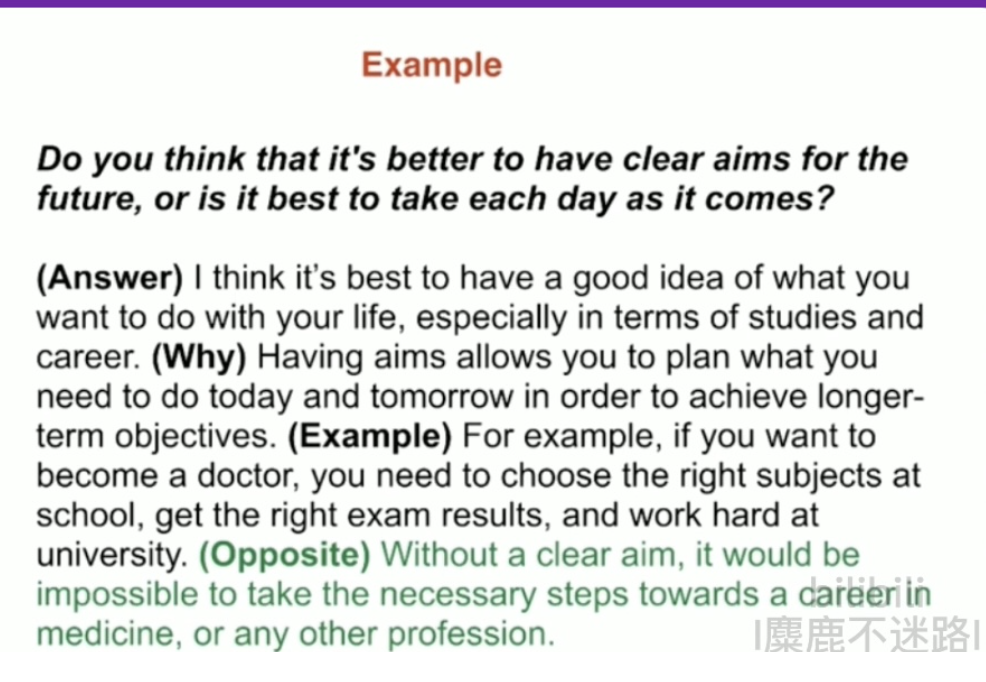 Example
Do you think that it's better to have clear aims for the
future, or is it best to take each day as it comes?
(Answer) I think it's best to have a good idea of what you
want to do with your life, especially in terms of studies and
career. (Why) Having aims allows you to plan what you
need to do today and tomorrow in order to achieve longer-
term objectives. (Example) For example, if you want to
become a doctor, you need to choose the right subjects at
school, get the right exam results, and work hard at
university. (Opposite) Without a clear aim, it would be
impossible to take the necessary steps towards a career in
medicine, or any other profession.
bilibili
|麋鹿不迷路|